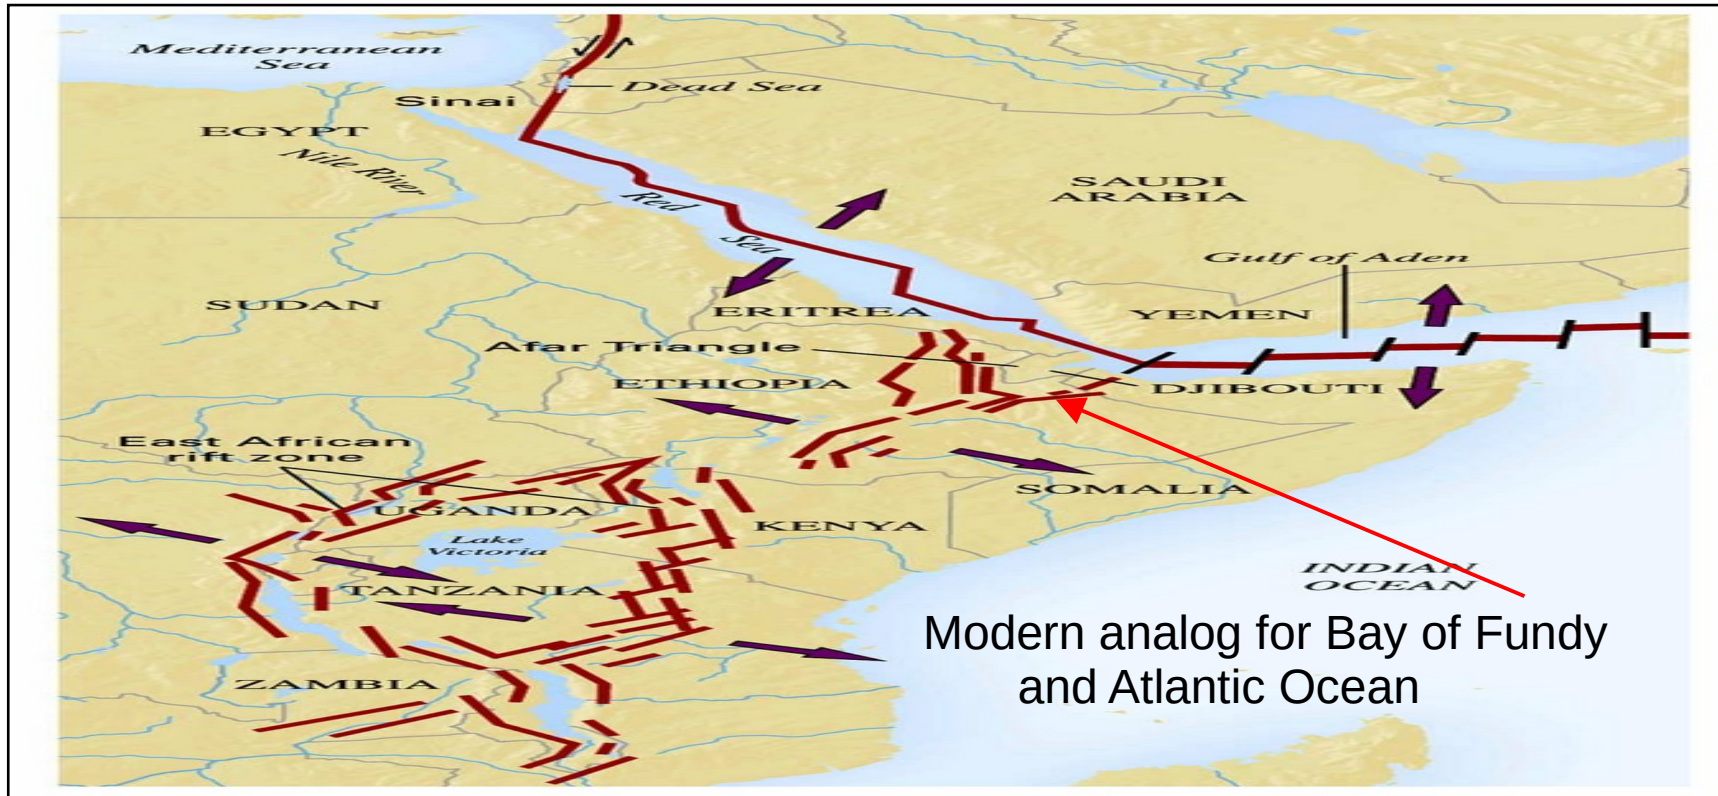 Mediterranean
Sea
Dead Sea
Sinai
EGYPT
Nile River
Red
Sea
SAUDI
ARABIA
Gulf of Aden
SUDAN
ERITREA
YEMEN
Afar Triangle
ETHIOPIA
DJIBOUTI
East African
rift zone
SOMALIA
UGANDA
KENYA
Lake
Victoria
TANZANIA
INDIAN
OCEAN
Modern analog for Bay of Fundy
and Atlantic Ocean
ZAMBIA